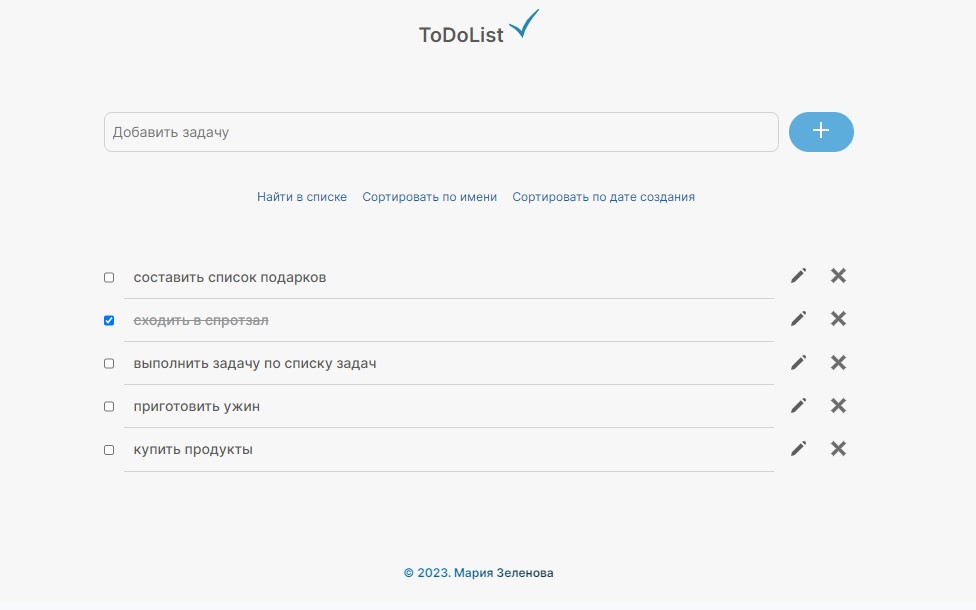 ToDoList
Добавить задачу
Найти в списке Сортировать по имени Сортировать по дате создания
составить список подарков
сходить в спротзал
выполнить задачу по списку задач
приготовить ужин
купить продукты
© 2023. Мария Зеленова